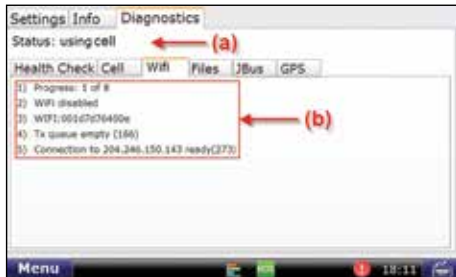 Settings Info Diagnostics
Status: using cell
(a)
Health Check Cell Wifi Files JBus GPS
1) Progress: 1 of 8
2) WiFi disabled
3) WIFI:001d7d76400e
4) Tx queue empty (186)
5) Connection to 204.246.150.143 ready(273)
(b)
Menu
18:11